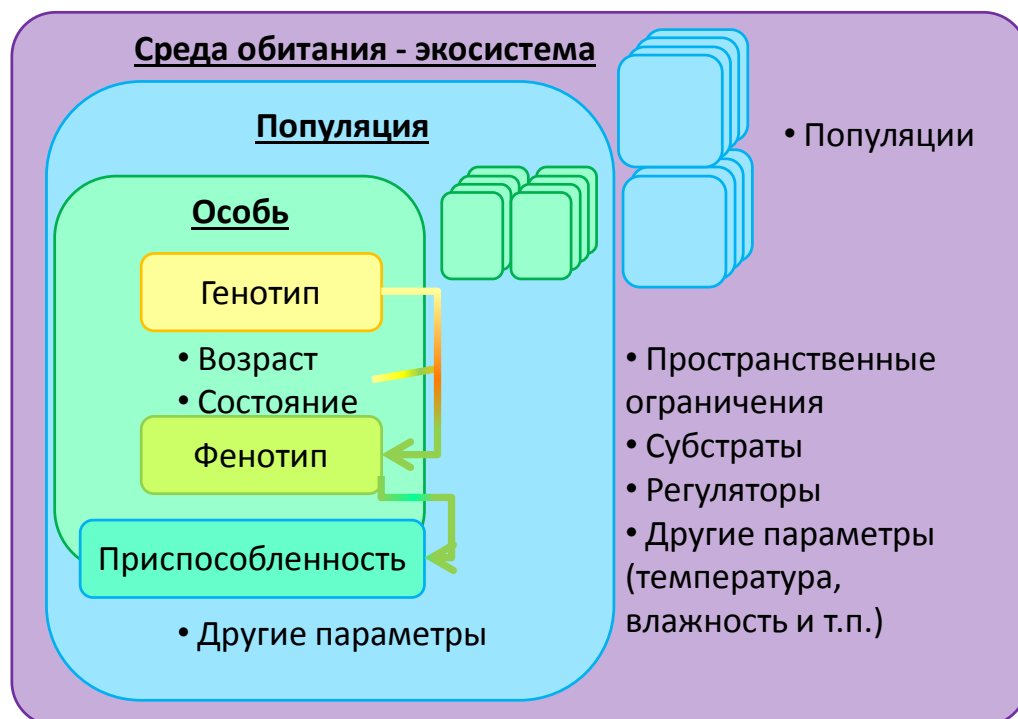 Среда обитания - экосистема
Популяция
• Популяции
Особь
Генотип
• Возраст
• Состояние
Фенотип
Приспособленность
• Другие параметры
• Пространственные
ограничения
• Субстраты
• Регуляторы
• Другие параметры
(температура,
влажность и т.п.)